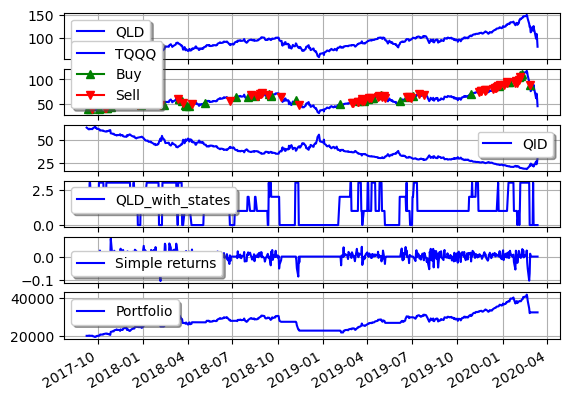 150
100
QLD
TQQQ
Buy
Sell
100
50
50
25
QID
2.5
0.0
QLD_with_states
0.0
−0.1
Simple returns
40000
20000
Portfolio
2017-10
2018-01
2018-04
2018-07
2018-10
2019-01
2019-04
2019-07
2019-10
2020-01
2020-04